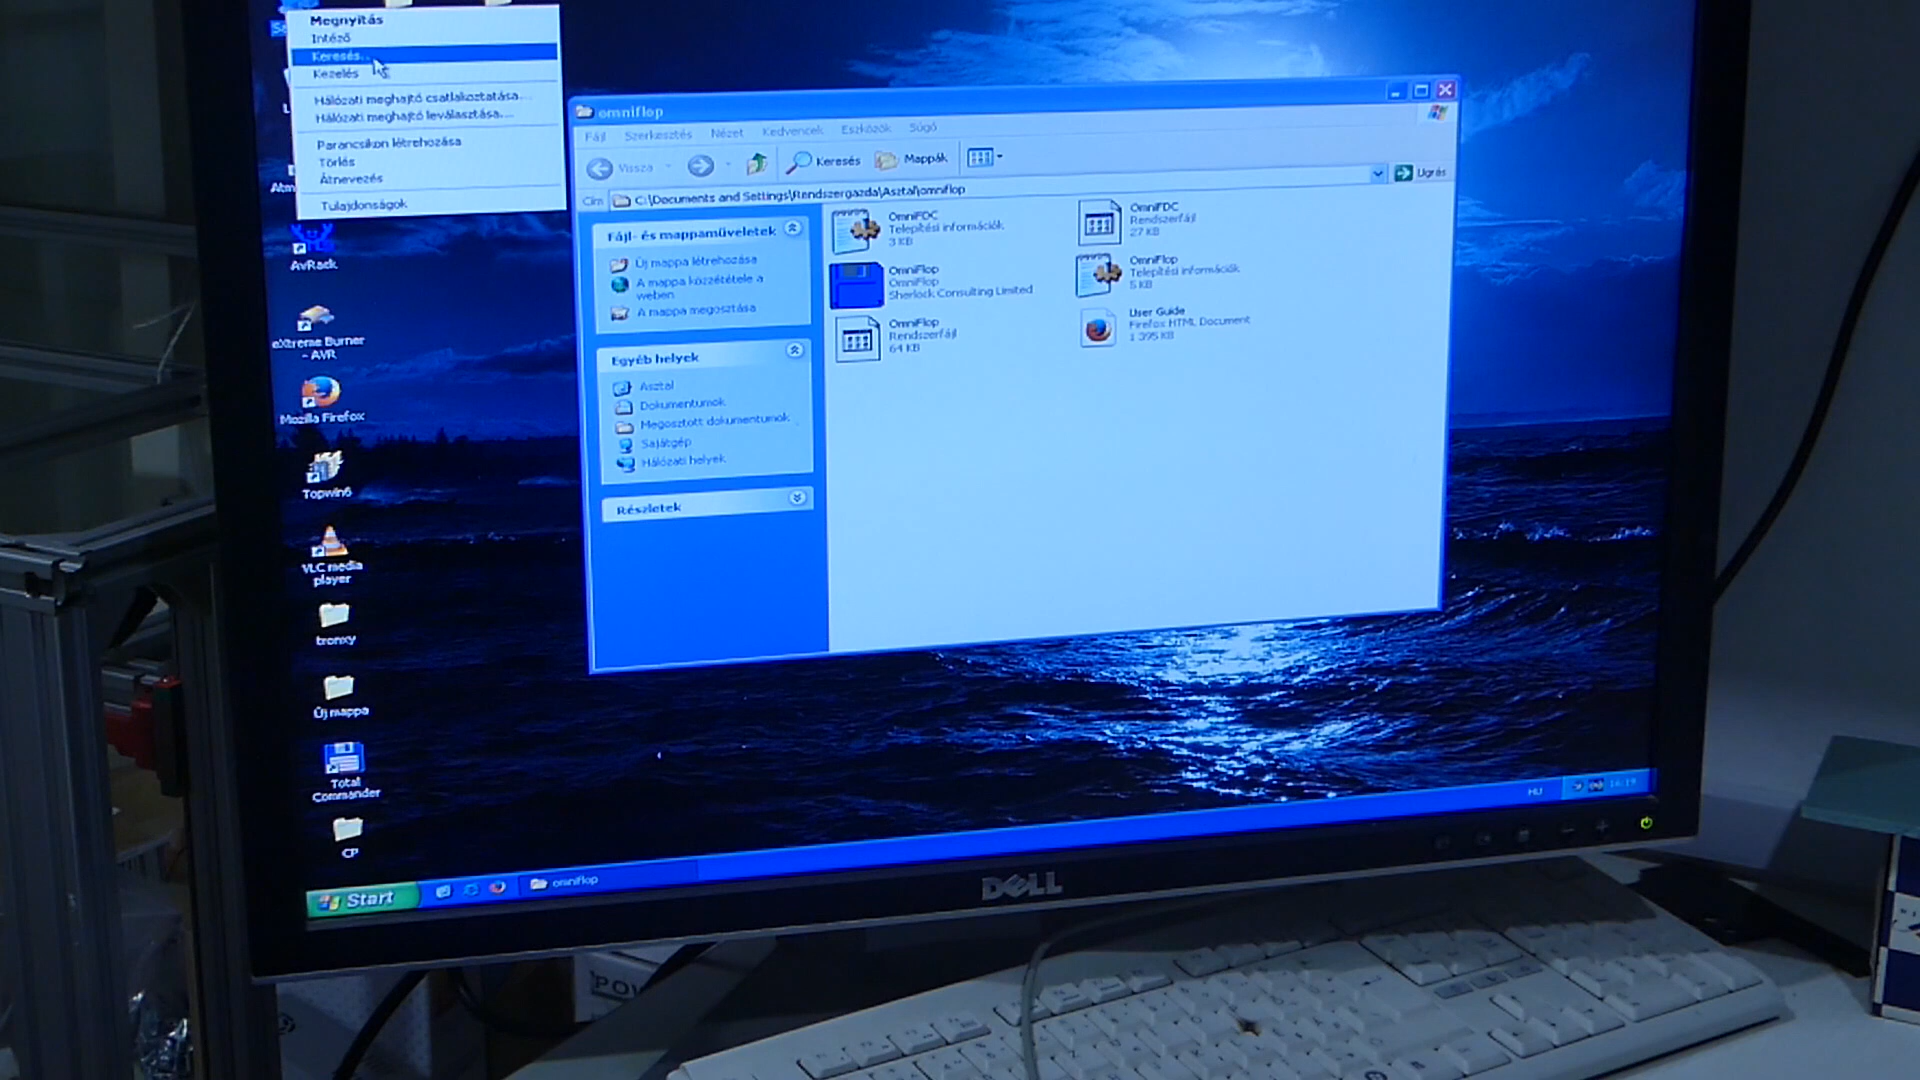 Megnyitás
Intéző
Keresés...
Kezelés
Hálózati meghajtó csatlakoztatása...
Hálózati meghajtó leválasztása...
Parancsikon létrehozása
Törlés
Átnevezés
Tulajdonságok
AvRack
eXtreme Burner
- AVR
Mozilla Firefox
Topwin6
VLC media
player
tronxy
Új mappa
Total
Commander
CP
omniflop
Fájl Szerkesztés Nézet Kedvencek Eszközök Súgó
Vissza Keresés Mappák
Cím C:\Documents and Settings\Rendszergazda\Asztal\omniflop Ugrás
Fájl- és mappaműveletek
Új mappa létrehozása
A mappa közzététele a
weben
A mappa megosztása
Egyéb helyek
Asztal
Dokumentumok
Megosztott dokumentumok
Sajátgép
Hálózati helyek
Részletek
OmniFDC
Telepítési információk
3 KB
OmniFDC
Rendszerfájl
27 KB
OmniFlop
OmniFlop
Sherlock Consulting Limited
OmniFlop
Telepítési információk
5 KB
OmniFlop
Rendszerfájl
64 KB
User Guide
Firefox HTML Document
1 395 KB
HU 16:19
Start omniflop
DELL